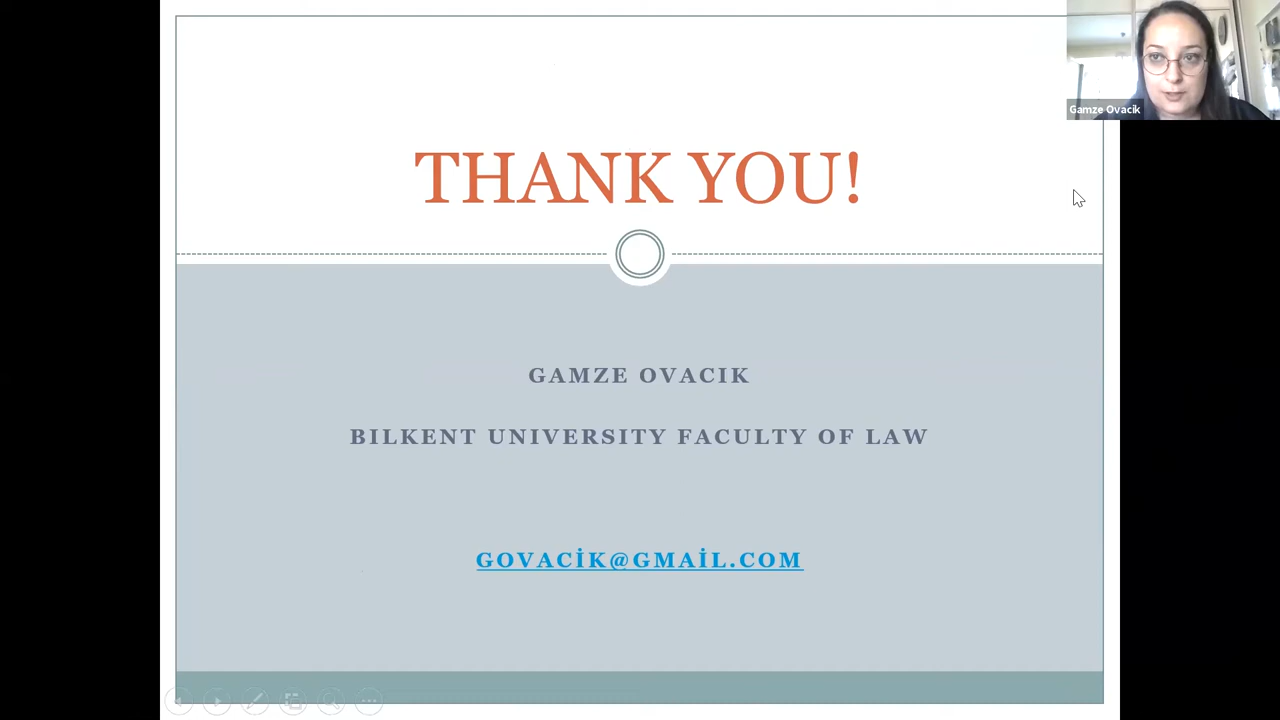 Gamze Ovacik
THANK YOU!
GAMZE OVACIK
BILKENT UNIVERSITY FACULTY OF LAW
GOVACİK@GMAİL.COM